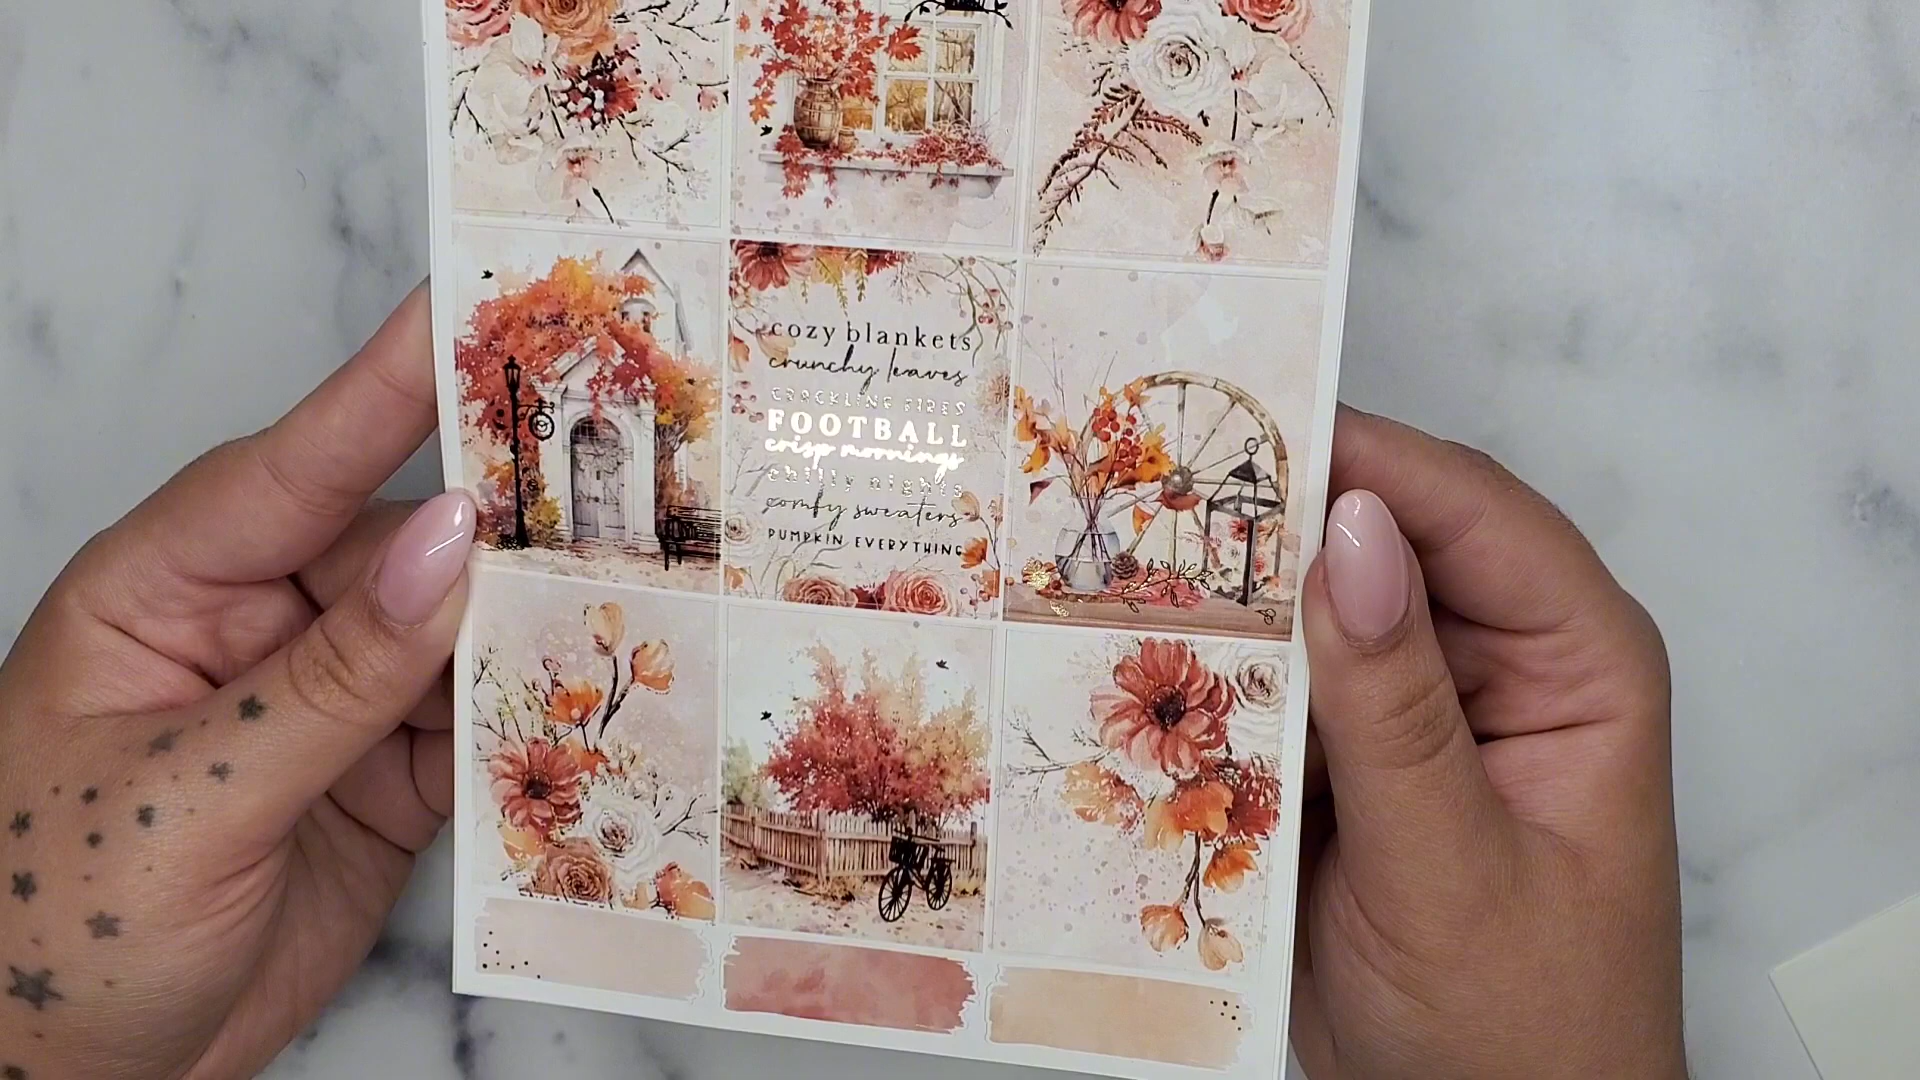 cozy blankets
crunchy leaves
CRACKLING FIRES
FOOTBALL
crisp mornings
chilly nights
comfy sweaters
PUMPKIN EVERYTHING